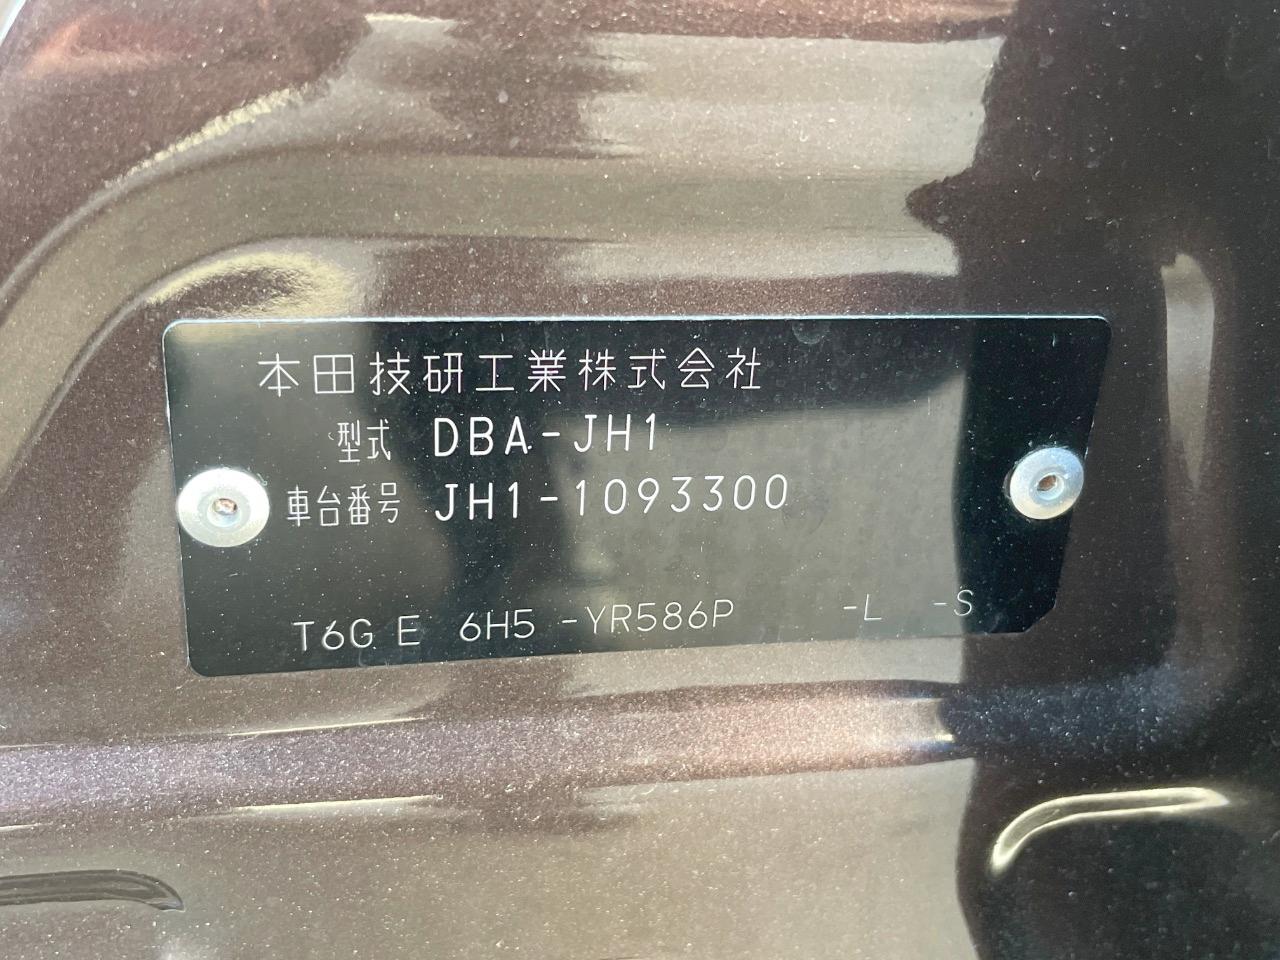 本田技研工業株式会社
型式 DBA-JH1
車台番号 JH1-1093300
T6G E 6H5 -YR586P -L -S